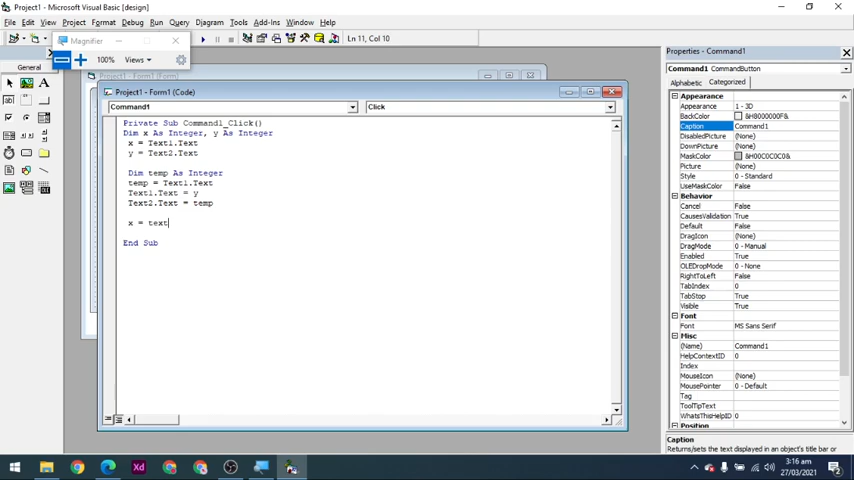 Project1 - Microsoft Visual Basic [design]
File Edit View Project Format Debug Run Query Diagram Tools Add-Ins Window Help
Magnifier
Ln 11, Col 10
100% Views
General
Project1 - Form1 (Form)
Project1 - Form1 (Code)
Command1 Click
Private Sub Command1_Click()
Dim x As Integer, y As Integer
x = Text1.Text
y = Text2.Text
Dim temp As Integer
temp = Text1.Text
Text1.Text = y
Text2.Text = temp
x = text
End Sub
Properties - Command1
Command1 CommandButton
Alphabetic Categorized
Appearance
Appearance 1 - 3D
BackColor &H8000000F&
Caption Command1
DisabledPicture (None)
DownPicture (None)
MaskColor &H00C0C0C0&
Picture (None)
Style 0 - Standard
UseMaskColor False
Behavior
Cancel False
CausesValidation True
Default False
DragIcon (None)
DragMode 0 - Manual
Enabled True
OLEDropMode 0 - None
RightToLeft False
TabIndex 0
TabStop True
Visible True
Font
Font MS Sans Serif
Misc
(Name) Command1
HelpContextID 0
Index
MouseIcon (None)
MousePointer 0 - Default
Tag
ToolTipText
WhatsThisHelpID 0
Position
Caption
Returns/sets the text displayed in an object's title bar or
Xd
3:16 am
27/03/2021
2